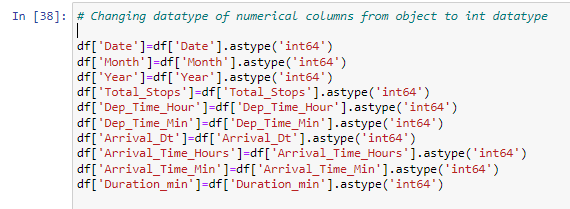 In [38]: # Changing datatype of numerical columns from object to int datatype
df['Date']=df['Date'].astype('int64')
df['Month']=df['Month'].astype('int64')
df['Year']=df['Year'].astype('int64')
df['Total_Stops']=df['Total_Stops'].astype('int64')
df['Dep_Time_Hour']=df['Dep_Time_Hour'].astype('int64')
df['Dep_Time_Min']=df['Dep_Time_Min'].astype('int64')
df['Arrival_Dt']=df['Arrival_Dt'].astype('int64')
df['Arrival_Time_Hours']=df['Arrival_Time_Hours'].astype('int64')
df['Arrival_Time_Min']=df['Arrival_Time_Min'].astype('int64')
df['Duration_min']=df['Duration_min'].astype('int64')